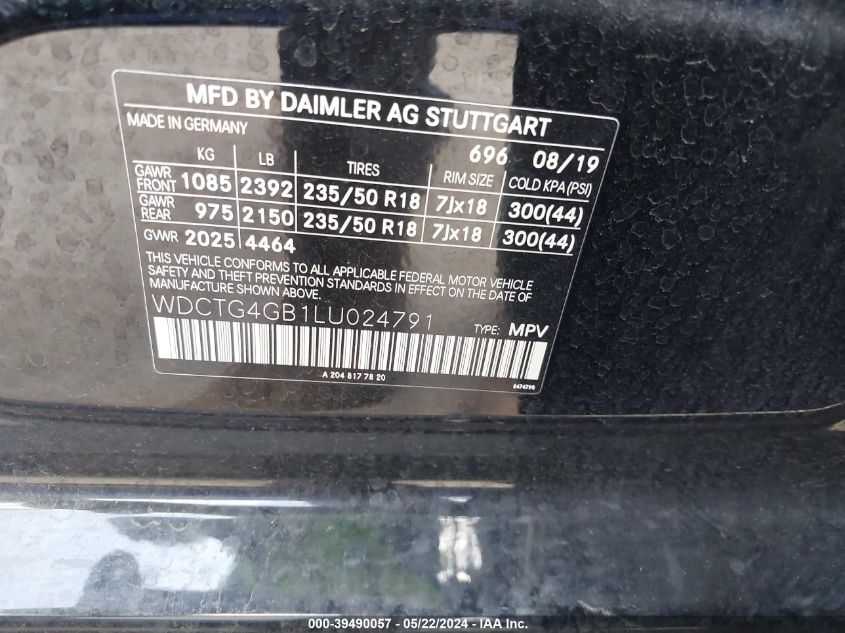 MFD BY DAIMLER AG STUTTGART
MADE IN GERMANY
696 08/19
KG LB TIRES RIM SIZE COLD KPA (PSI)
GAWR FRONT 1085 2392 235/50 R18 7Jx18 300(44)
GAWR REAR 975 2150 235/50 R18 7Jx18 300(44)
GVWR 2025 4464
THIS VEHICLE CONFORMS TO ALL APPLICABLE FEDERAL MOTOR VEHICLE
SAFETY AND THEFT PREVENTION STANDARDS IN EFFECT ON THE DATE OF
MANUFACTURE SHOWN ABOVE.
WDCTG4GB1LU024791
TYPE: MPV
A 204 817 78 20
000-39490057 - 05/22/2024 - IAA Inc.